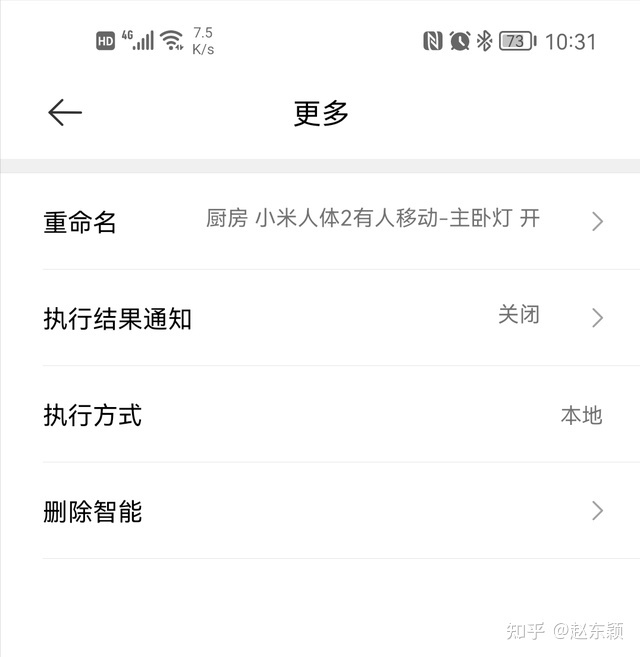 HD 4G 7.5 K/s 73 10:31
更多
重命名 厨房 小米人体2有人移动-主卧灯 开
执行结果通知 关闭
执行方式 本地
删除智能
知乎 @赵东颖